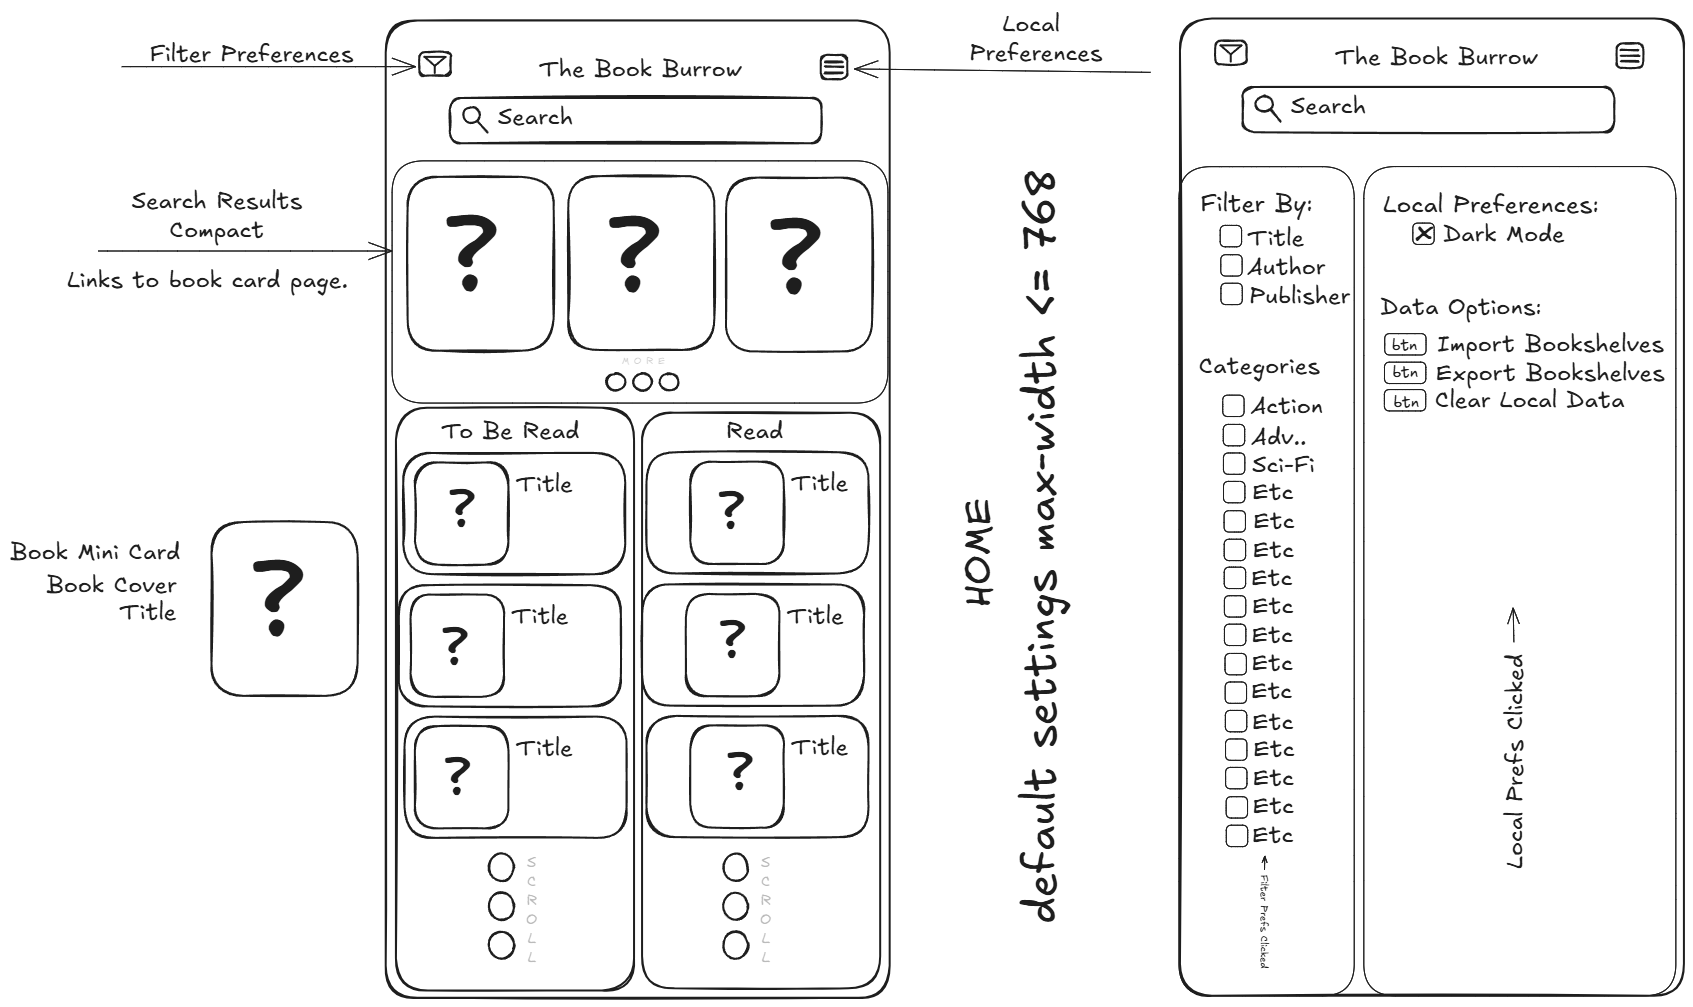 Filter Preferences
The Book Burrow
Local
Preferences
Search
Search Results
Compact
Links to book card page.
?
?
?
MORE
To Be Read
Read
?
Title
?
Title
?
Title
?
Title
?
Title
?
Title
SCROLL
SCROLL
Book Mini Card
Book Cover
Title
?
HOME
default settings max-width <= 768
The Book Burrow
Search
Filter By:
Title
Author
Publisher
Categories
Action
Adv..
Sci-Fi
Etc
Etc
Etc
Etc
Etc
Etc
Etc
Etc
Etc
Etc
Etc
Etc
Etc
<- Filter Prefs Clicked
Local Preferences:
Dark Mode
Data Options:
btn Import Bookshelves
btn Export Bookshelves
btn Clear Local Data
Local Prefs Clicked ->